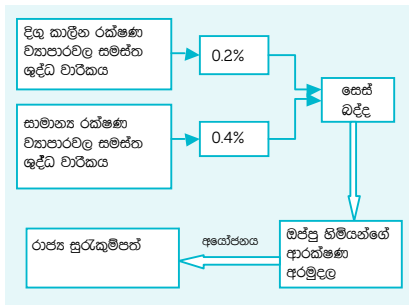 දිගු කාලීන රක්ෂණ
ව්‍යාපාරවල සමස්ත
ශුද්ධ වාරිකය
0.2%
සෙස්
බද්ද
සාමාන්‍ය රක්ෂණ
ව්‍යාපාරවල සමස්ත
ශුද්ධ වාරිකය
0.4%
රාජ්‍ය සුරැකුම්පත්
අයෝජනය
ඔප්පු හිමියන්ගේ
ආරක්ෂණ
අරමුදල